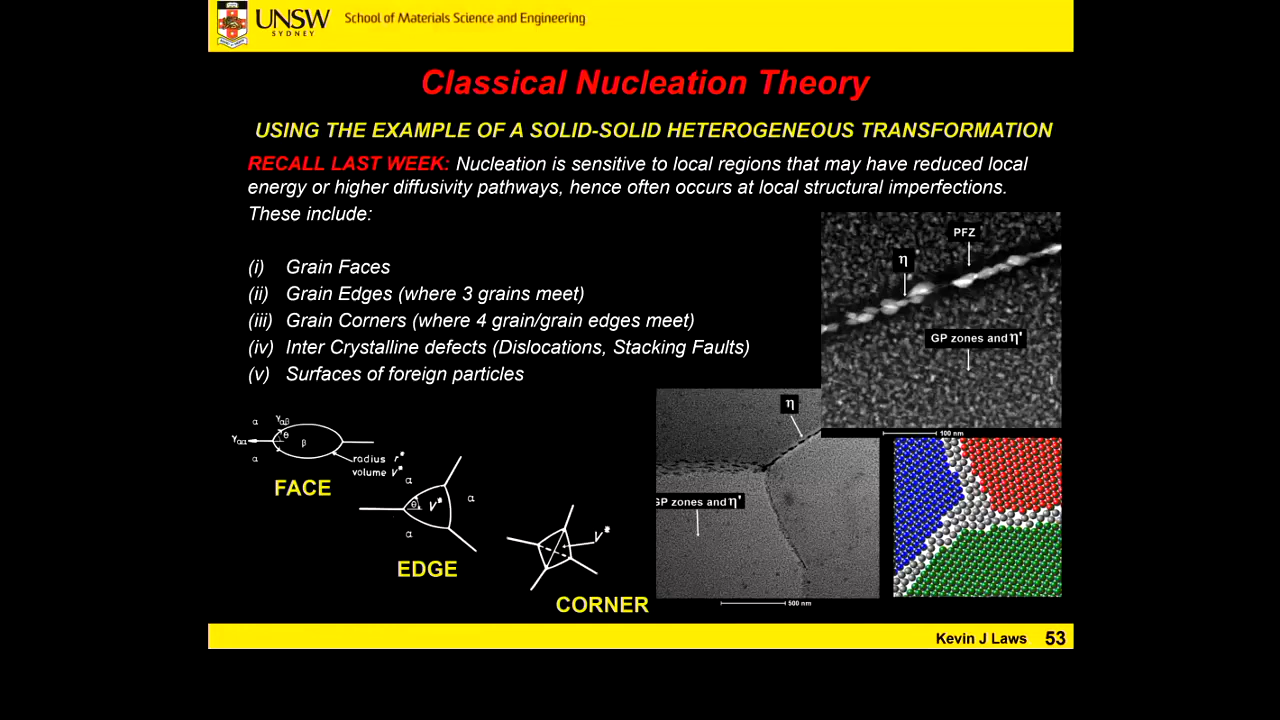 UNSW
SYDNEY
School of Materials Science and Engineering
Classical Nucleation Theory
USING THE EXAMPLE OF A SOLID-SOLID HETEROGENEOUS TRANSFORMATION
RECALL LAST WEEK: Nucleation is sensitive to local regions that may have reduced local
energy or higher diffusivity pathways, hence often occurs at local structural imperfections.
These include:
(i) Grain Faces
(ii) Grain Edges (where 3 grains meet)
(iii) Grain Corners (where 4 grain/grain edges meet)
(iv) Inter Crystalline defects (Dislocations, Stacking Faults)
(v) Surfaces of foreign particles
PFZ
η
GP zones and η'
100 nm
η
GP zones and η'
500 nm
α γαβ
γαα θ β
α
radius r*
volume V*
FACE
α
θ V* α
α
EDGE
V*
CORNER
Kevin J Laws 53